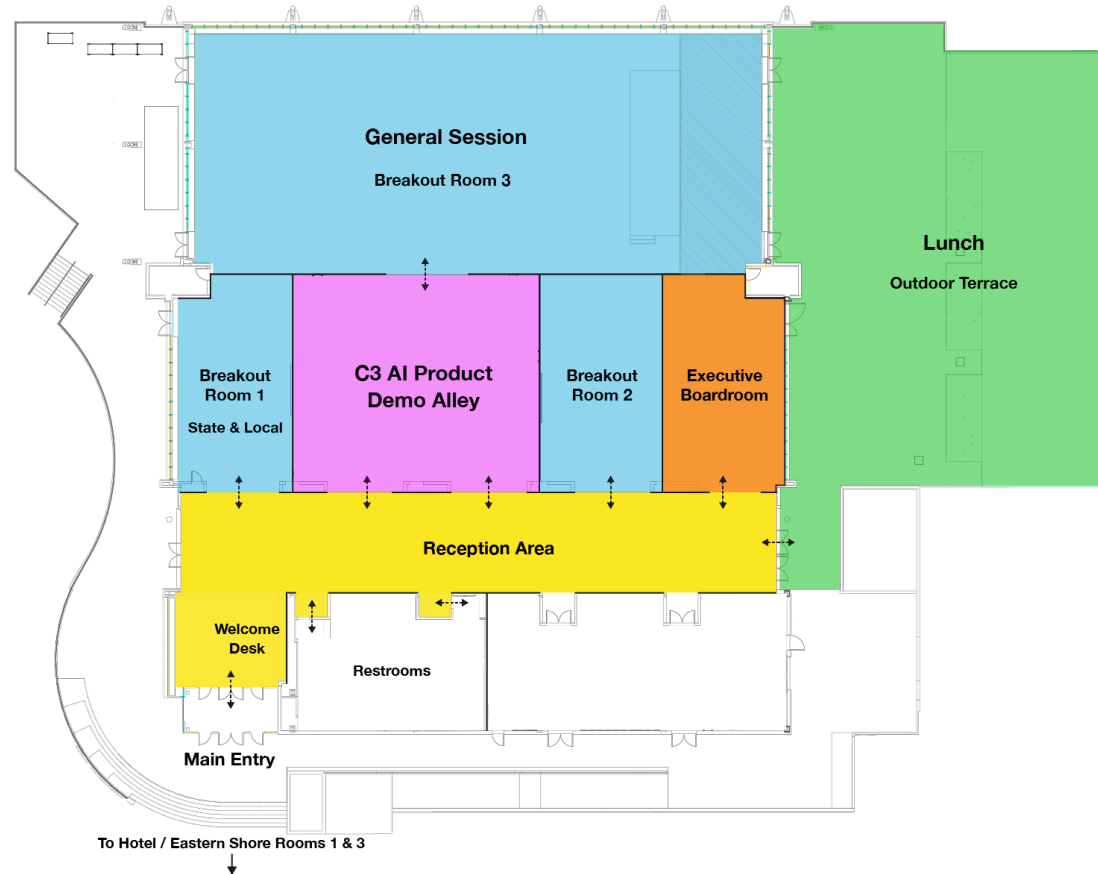 General Session
Breakout Room 3
Lunch
Outdoor Terrace
Breakout
Room 1
State & Local
C3 AI Product
Demo Alley
Breakout
Room 2
Executive
Boardroom
Reception Area
Welcome
Desk
Restrooms
Main Entry
To Hotel / Eastern Shore Rooms 1 & 3